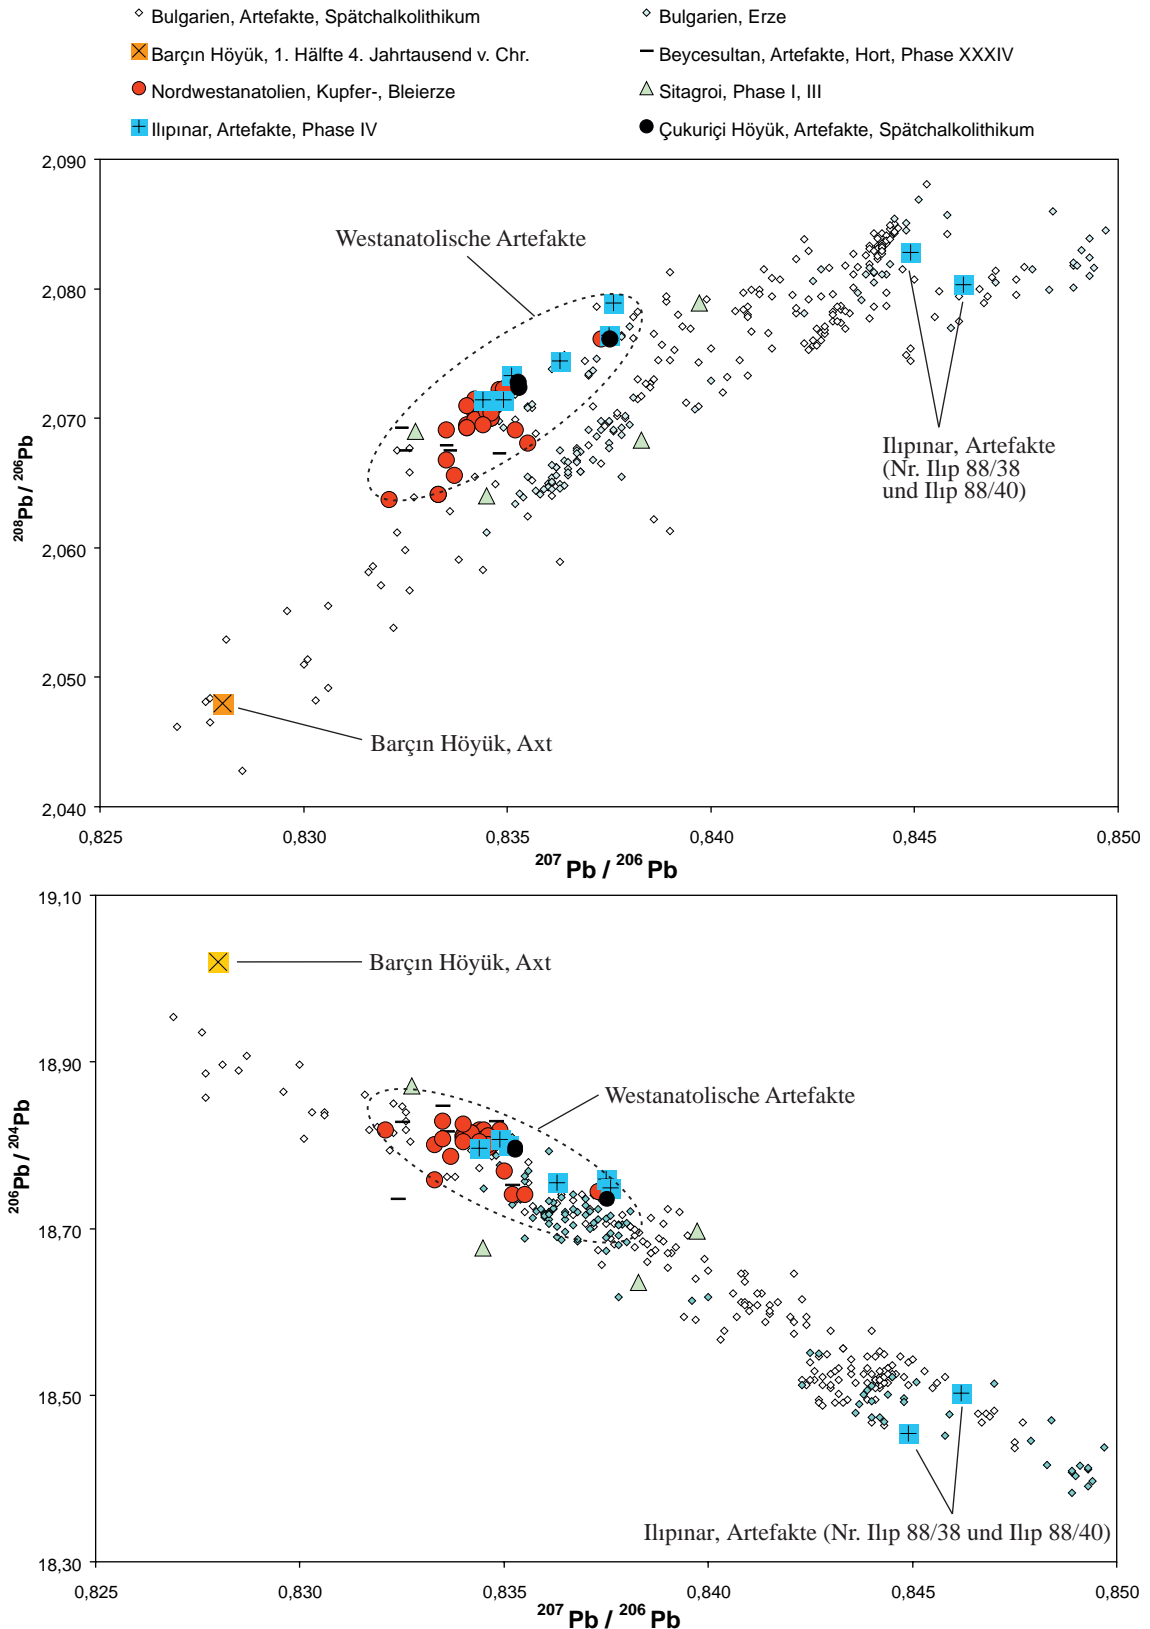 Bulgarien, Artefakte, Spätchalkolithikum
Bulgarien, Erze
Barçın Höyük, 1. Hälfte 4. Jahrtausend v. Chr.
Beycesultan, Artefakte, Hort, Phase XXXIV
Nordwestanatolien, Kupfer-, Bleierze
Sitagroi, Phase I, III
Ilıpınar, Artefakte, Phase IV
Çukuriçi Höyük, Artefakte, Spätchalkolithikum
2,090
2,080
2,070
2,060
2,050
2,040
208Pb / 206Pb
Westanatolische Artefakte
Ilıpınar, Artefakte
(Nr. Ilıp 88/38
und Ilıp 88/40)
Barçın Höyük, Axt
0,825 0,830 0,835 0,840 0,845 0,850
207 Pb / 206 Pb
19,10
18,90
18,70
18,50
18,30
206Pb / 204Pb
Barçın Höyük, Axt
Westanatolische Artefakte
Ilıpınar, Artefakte (Nr. Ilıp 88/38 und Ilıp 88/40)
0,825 0,830 0,835 0,840 0,845 0,850
207 Pb / 206 Pb